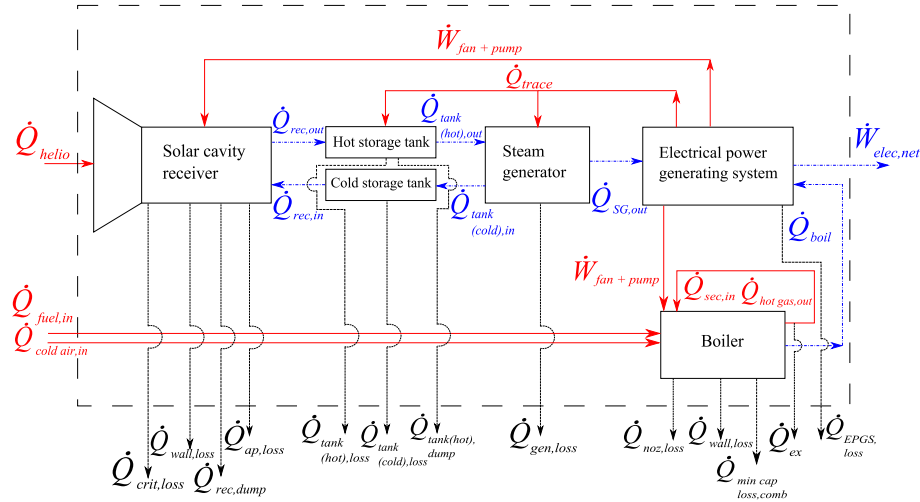 Ẇ fan + pump
Q̇ trace
Q̇ helio
Q̇ rec,out
Q̇ tank
(hot),out
Ẇ elec,net
Solar cavity
receiver
Hot storage tank
Cold storage tank
Steam
generator
Electrical power
generating system
Q̇ rec,in
Q̇ tank
(cold),in
Q̇ SG,out
Q̇ boil
Ẇ fan + pump
Q̇ sec,in
Q̇ hot gas,out
Q̇ fuel,in
Q̇ cold air,in
Boiler
Q̇ crit,loss
Q̇ wall,loss
Q̇ rec,dump
Q̇ ap,loss
Q̇ tank
(hot),loss
Q̇ tank
(cold),loss
Q̇ tank(hot),
dump
Q̇ gen,loss
Q̇ noz,loss
Q̇ wall,loss
Q̇ min cap
loss,comb
Q̇ ex
Q̇ EPGS,
loss